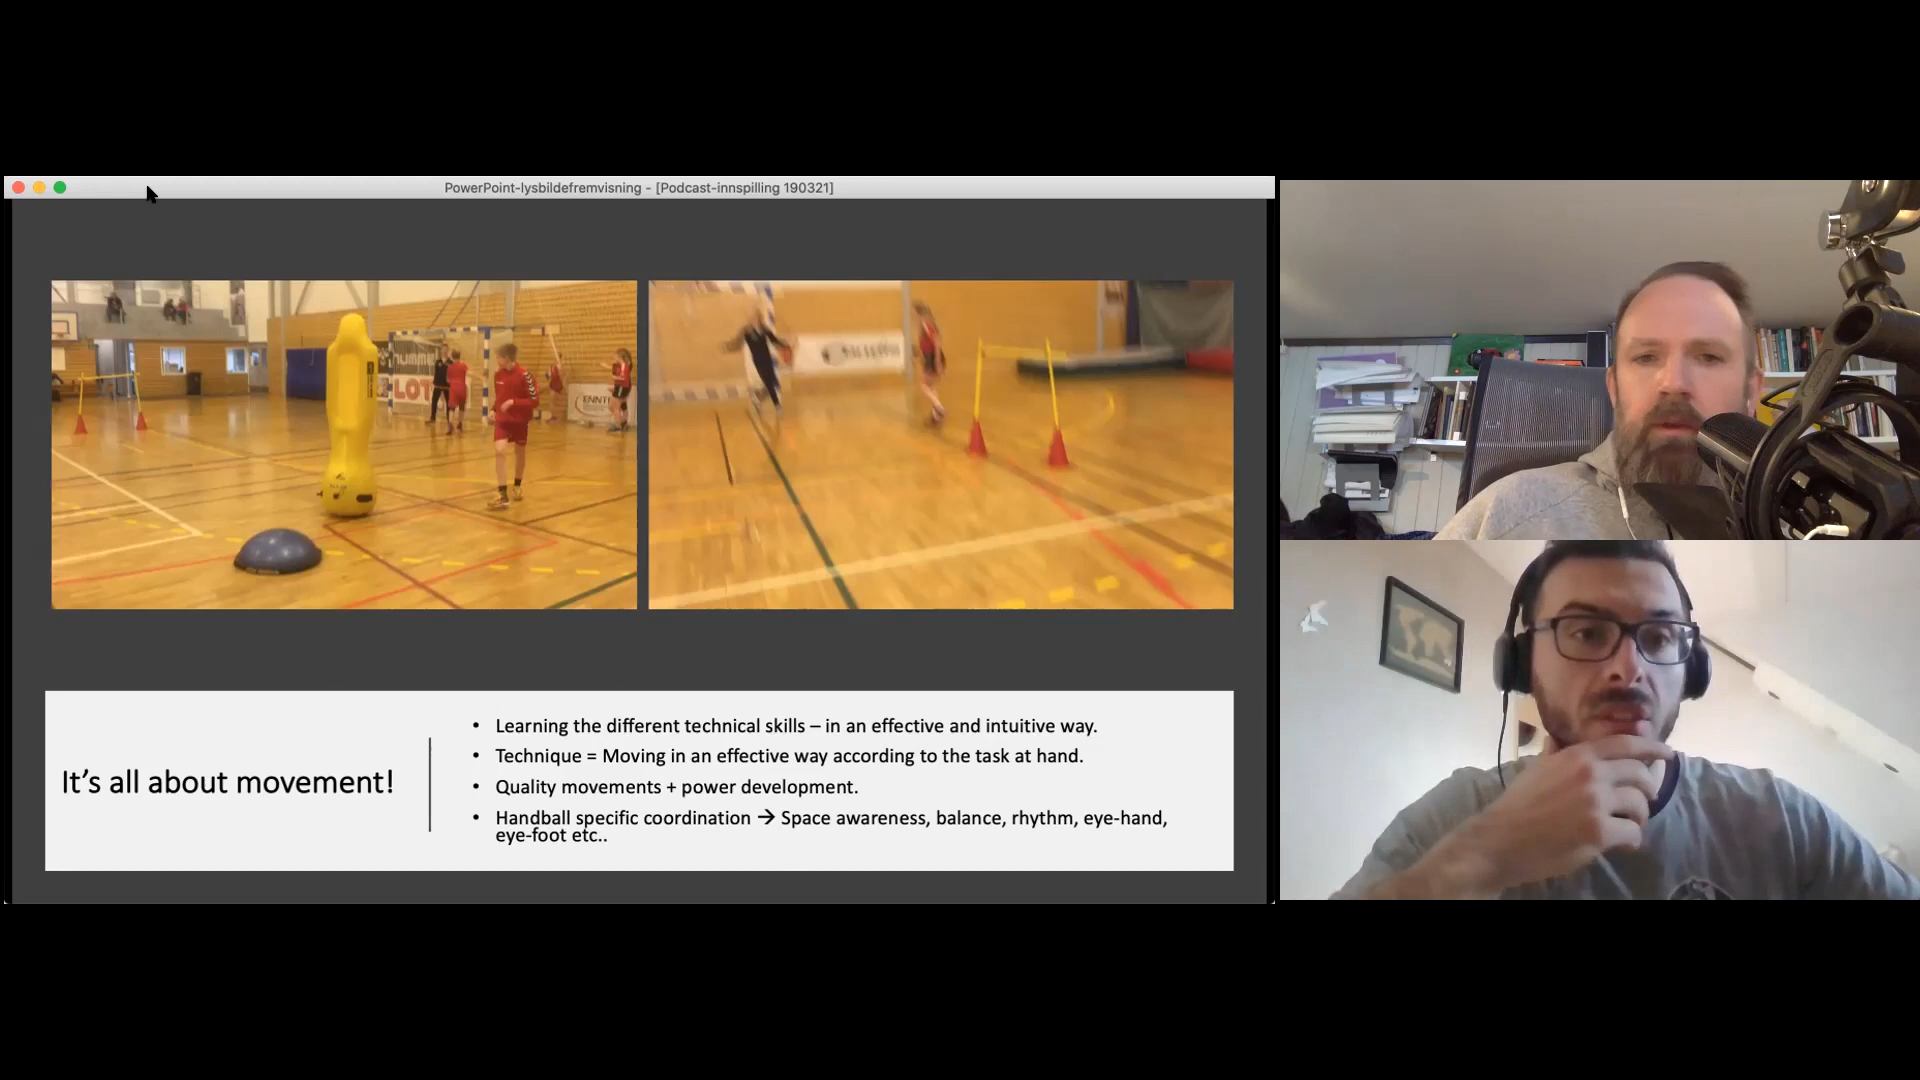 PowerPoint-lysbildefremvisning - [Podcast-innspilling 190321]
LOT
ENNTI
It's all about movement!
• Learning the different technical skills – in an effective and intuitive way.
• Technique = Moving in an effective way according to the task at hand.
• Quality movements + power development.
• Handball specific coordination → Space awareness, balance, rhythm, eye-hand,
eye-foot etc..